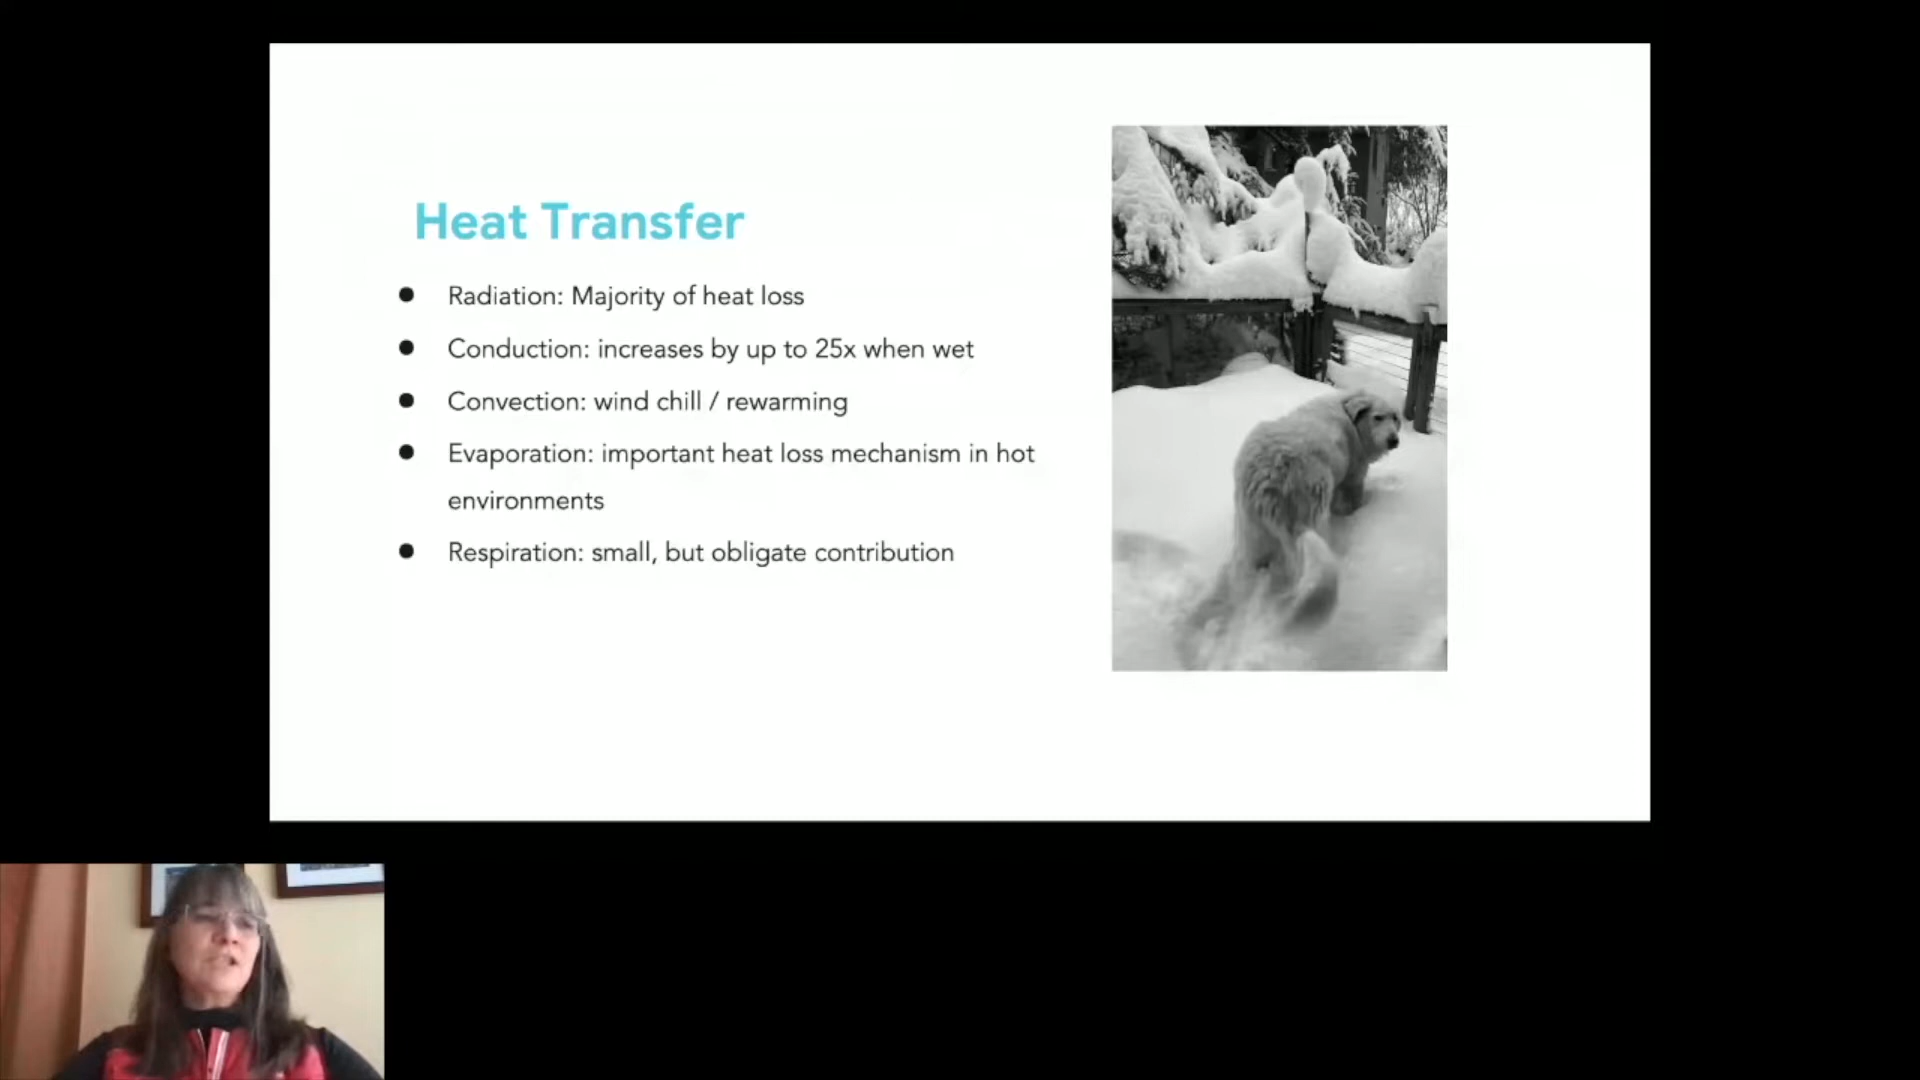 Heat Transfer
Radiation: Majority of heat loss
Conduction: increases by up to 25x when wet
Convection: wind chill / rewarming
Evaporation: important heat loss mechanism in hot
environments
Respiration: small, but obligate contribution